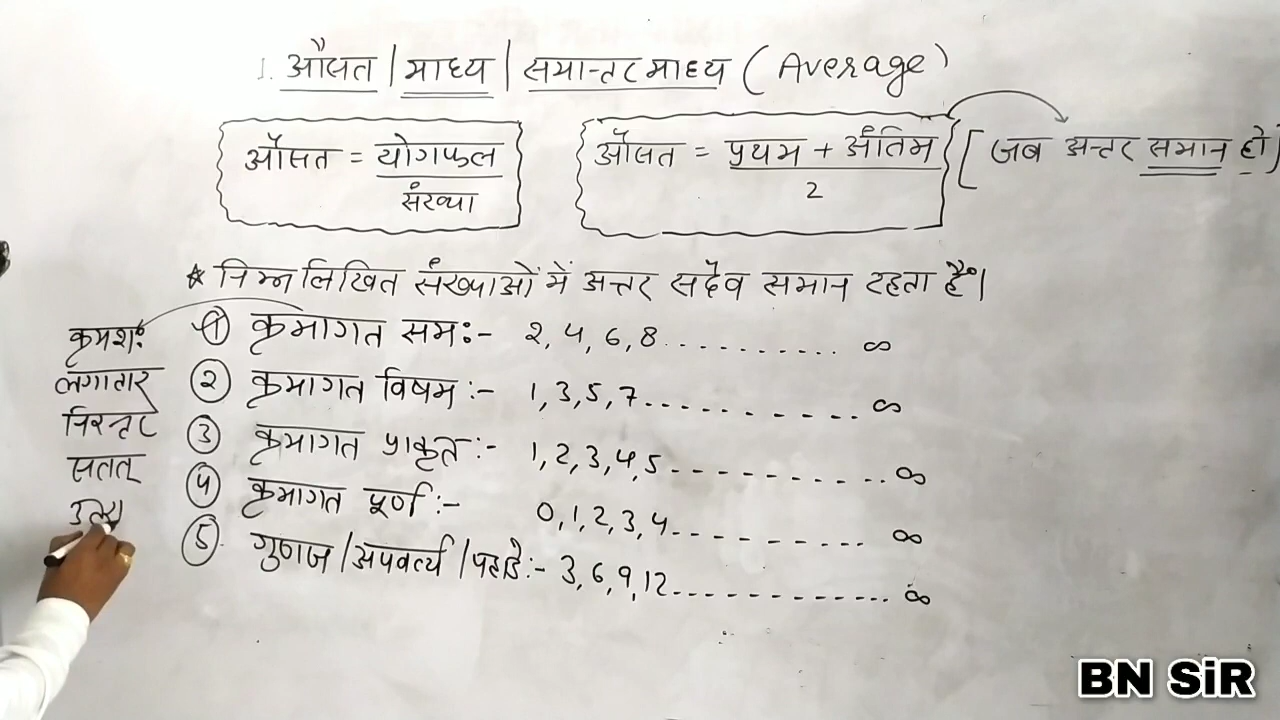 1. औसत | माध्य | समान्तर माध्य (Average)
औसत = योगफल / संख्या
औसत = प्रथम + अंतिम / 2 [जब अन्तर समान हो
* निम्नलिखित संख्याओं में अन्तर सदैव समान रहता है।
① क्रमागत सम:- 2, 4, 6, 8.......... ∞
② क्रमागत विषम:- 1, 3, 5, 7........... ∞
③ क्रमागत प्राकृत:- 1, 2, 3, 4, 5........... ∞
④ क्रमागत पूर्ण:- 0, 1, 2, 3, 4.......... ∞
⑤ गुणज | अपवर्त्य | पहाड़े:- 3, 6, 9, 12............. ∞
क्रमशः
लगातार
निरन्तर
सतत्
BN SiR